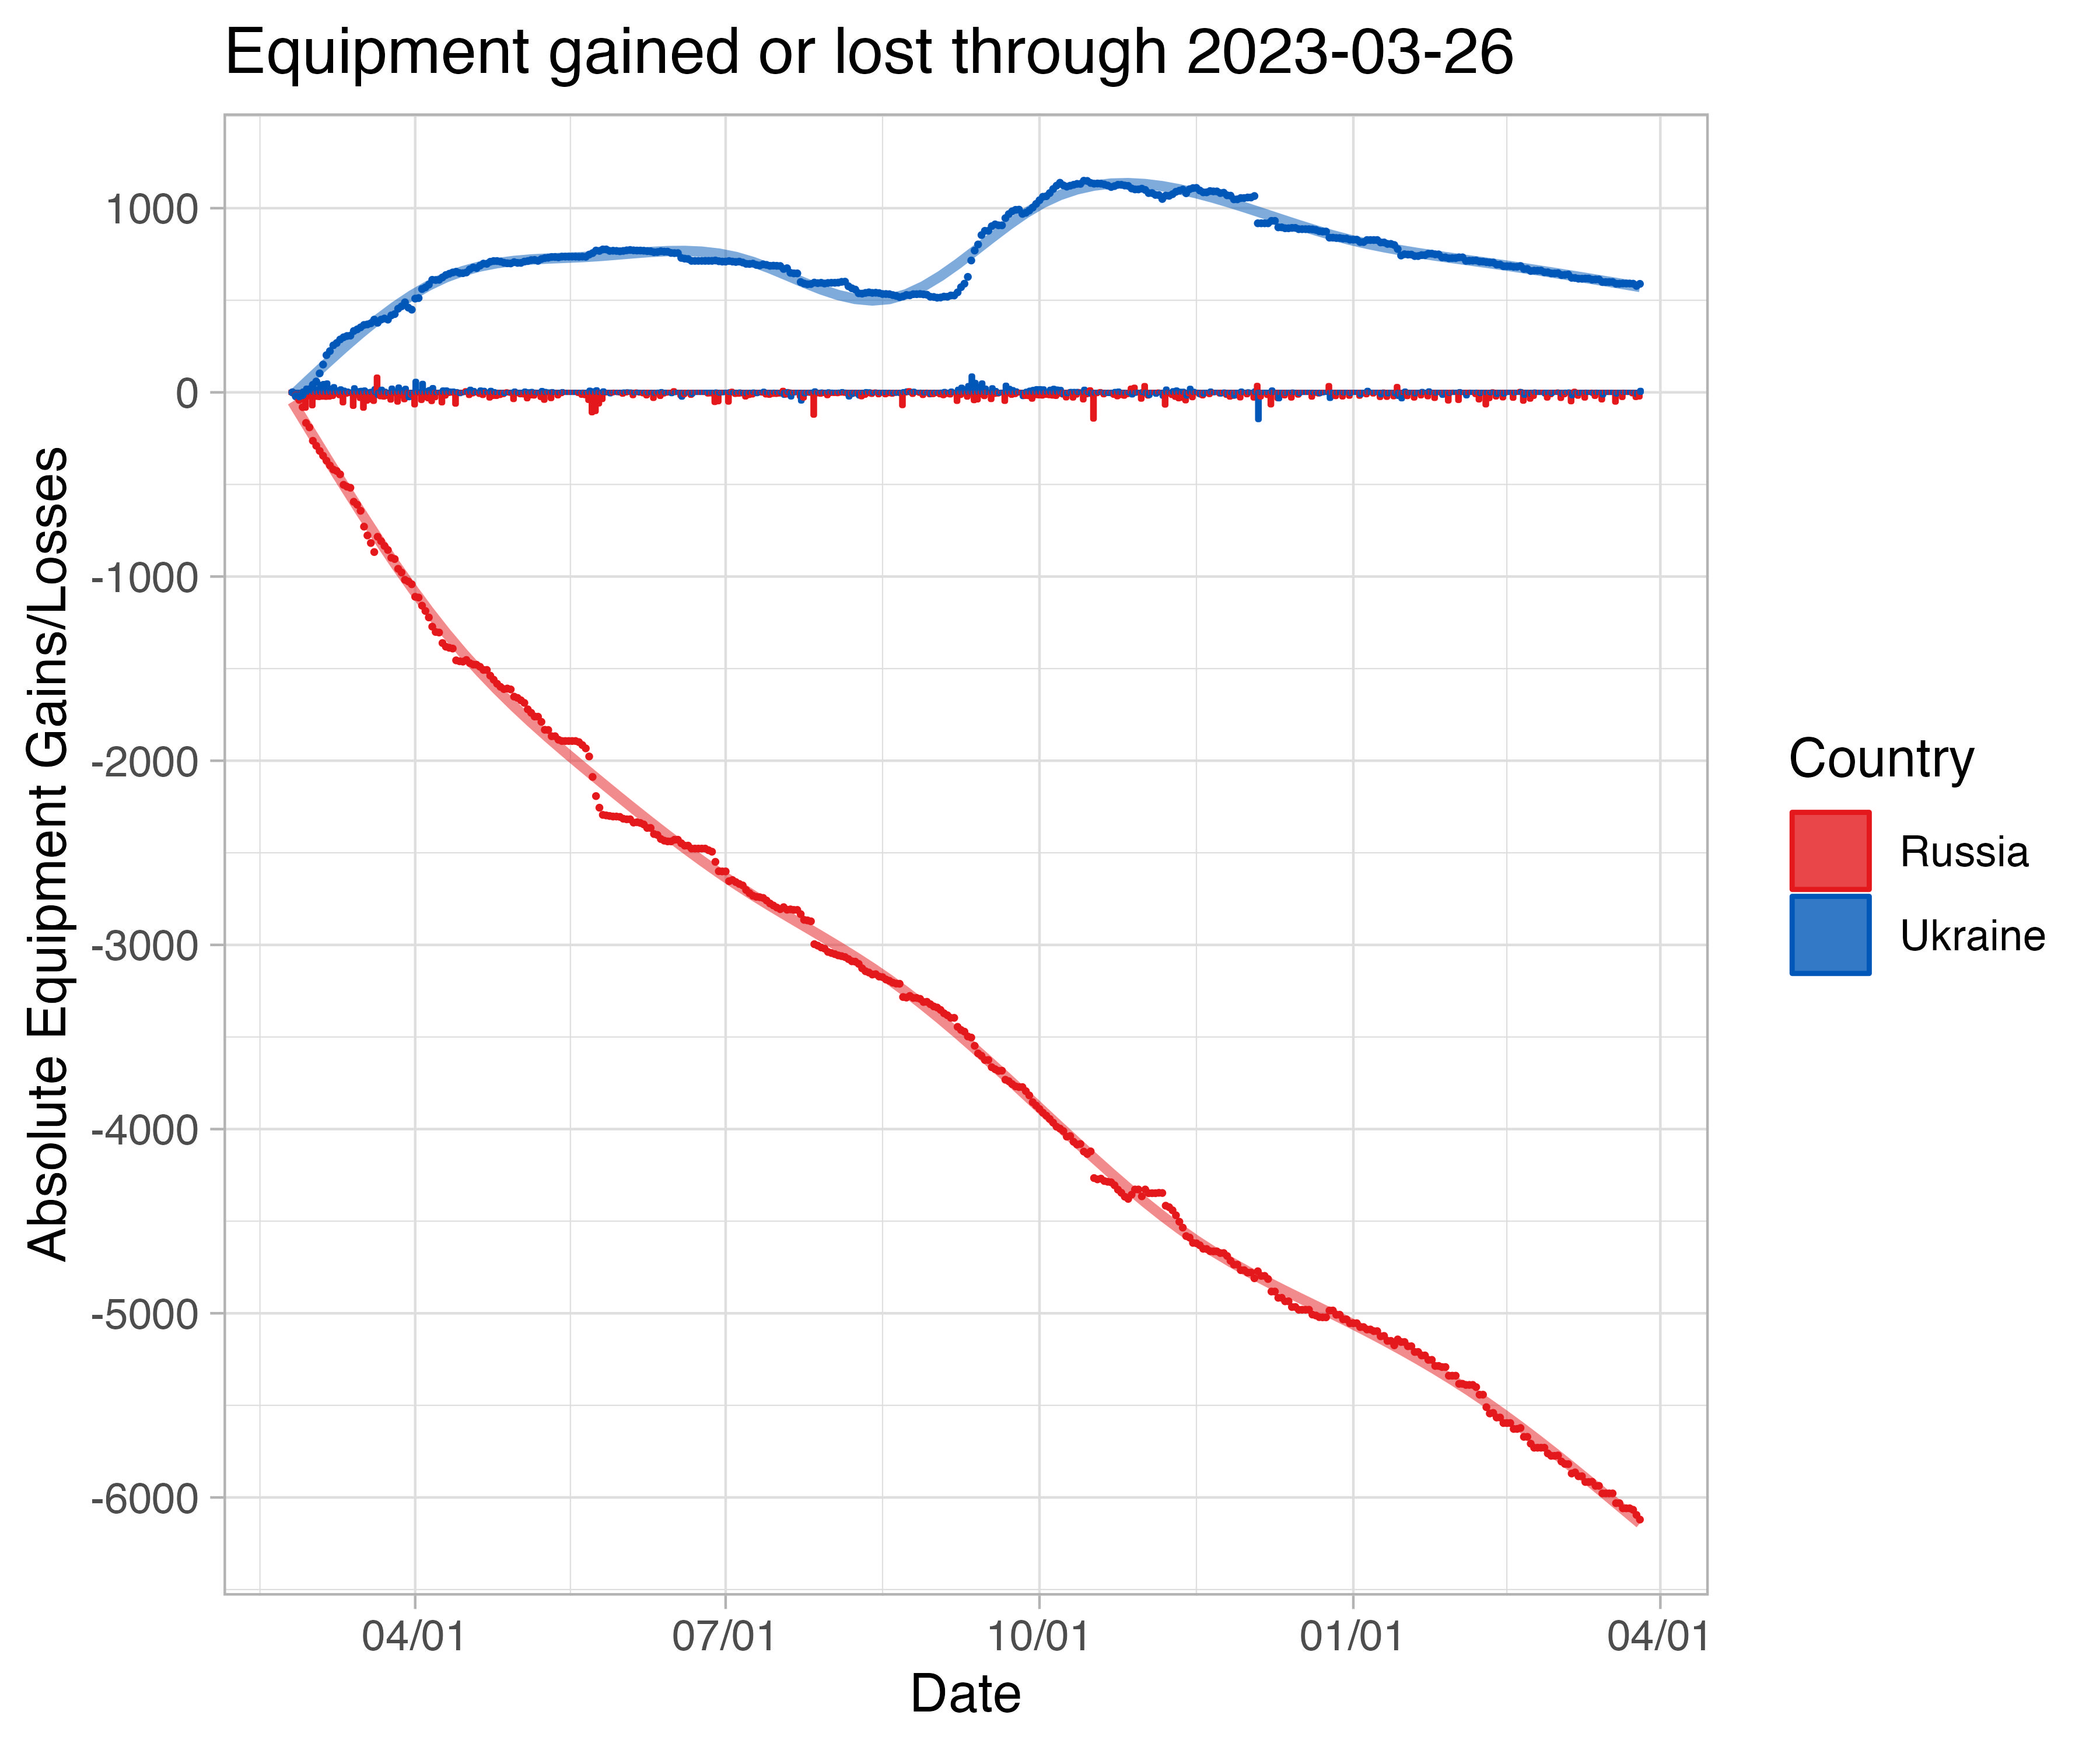 Equipment gained or lost through 2023-03-26
Absolute Equipment Gains/Losses
1000
0
-1000
-2000
-3000
-4000
-5000
-6000
04/01
07/01
10/01
01/01
04/01
Date
Country
Russia
Ukraine